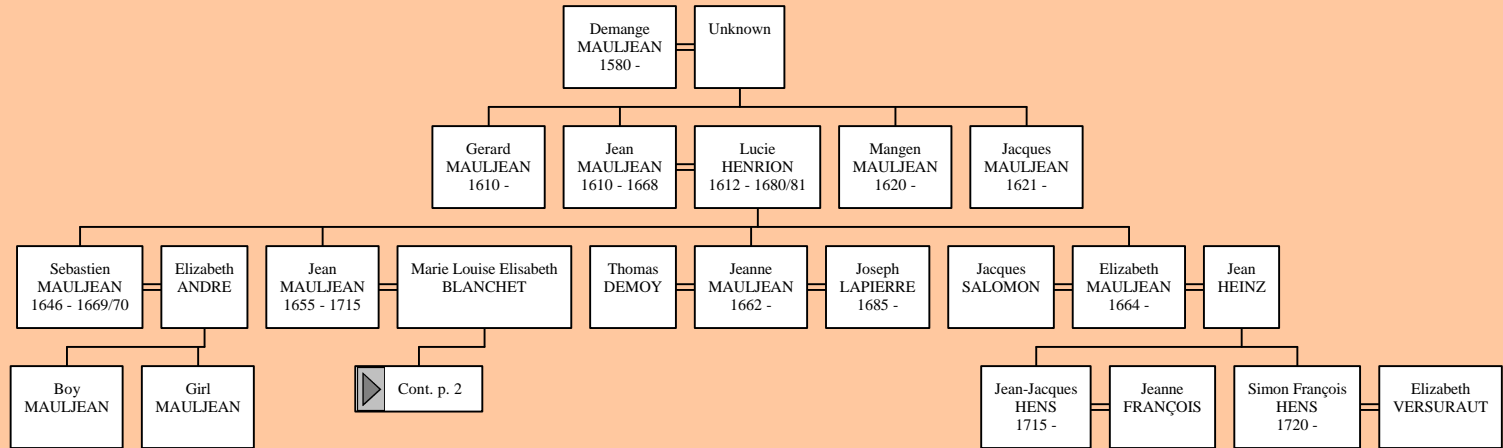 Demange
MAULJEAN
1580 -
Unknown
Gerard
MAULJEAN
1610 -
Jean
MAULJEAN
1610 - 1668
Lucie
HENRION
1612 - 1680/81
Mangen
MAULJEAN
1620 -
Jacques
MAULJEAN
1621 -
Sebastien
MAULJEAN
1646 - 1669/70
Elizabeth
ANDRE
Jean
MAULJEAN
1655 - 1715
Marie Louise Elisabeth
BLANCHET
Thomas
DEMOY
Jeanne
MAULJEAN
1662 -
Joseph
LAPIERRE
1685 -
Jacques
SALOMON
Elizabeth
MAULJEAN
1664 -
Jean
HEINZ
Boy
MAULJEAN
Girl
MAULJEAN
Cont. p. 2
Jean-Jacques
HENS
1715 -
Jeanne
FRANÇOIS
Simon François
HENS
1720 -
Elizabeth
VERSURAUT